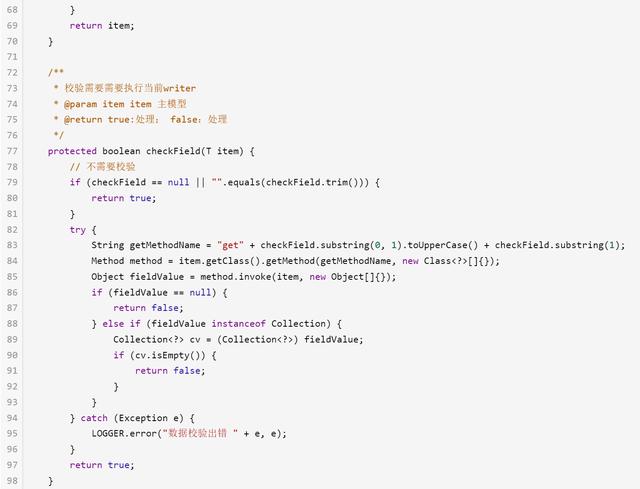 68        }
69        return item;
70    }
71
72    /**
73     * 校验需要需要执行当前writer
74     * @param item item 主模型
75     * @return true:处理； false：处理
76     */
77    protected boolean checkField(T item) {
78        // 不需要校验
79        if (checkField == null || "".equals(checkField.trim())) {
80            return true;
81        }
82        try {
83            String getMethodName = "get" + checkField.substring(0, 1).toUpperCase() + checkField.substring(1);
84            Method method = item.getClass().getMethod(getMethodName, new Class<?>[]{});
85            Object fieldValue = method.invoke(item, new Object[]{});
86            if (fieldValue == null) {
87                return false;
88            } else if (fieldValue instanceof Collection) {
89                Collection<?> cv = (Collection<?>) fieldValue;
90                if (cv.isEmpty()) {
91                    return false;
92                }
93            }
94        } catch (Exception e) {
95            LOGGER.error("数据校验出错 " + e, e);
96        }
97        return true;
98    }